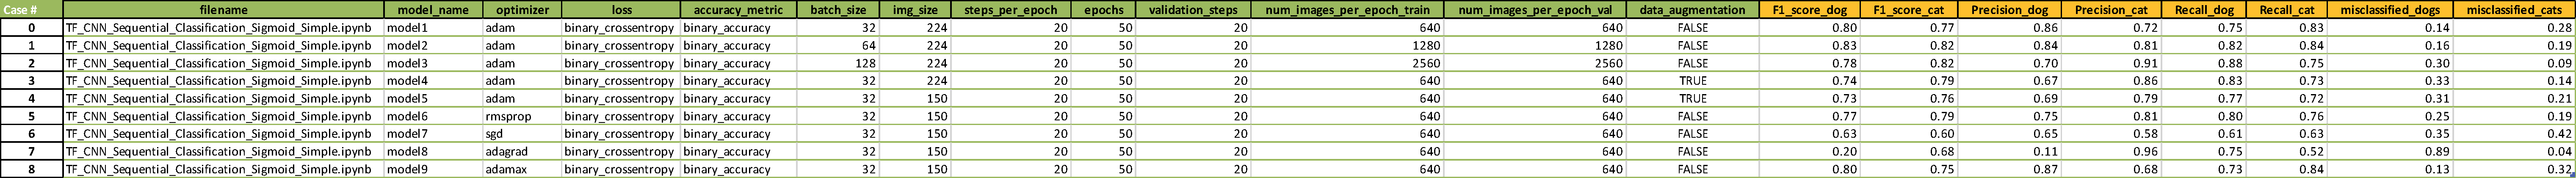 Case # filename model_name optimizer loss accuracy_metric batch_size img_size steps_per_epoch epochs validation_steps num_images_per_epoch_train num_images_per_epoch_val data_augmentation F1_score_dog F1_score_cat Precision_dog Precision_cat Recall_dog Recall_cat misclassified_dogs misclassified_cats
0 TF_CNN_Sequential_Classification_Sigmoid_Simple.ipynb model1 adam binary_crossentropy binary_accuracy 32 224 20 50 20 640 640 FALSE 0.80 0.77 0.86 0.72 0.75 0.83 0.14 0.28
1 TF_CNN_Sequential_Classification_Sigmoid_Simple.ipynb model2 adam binary_crossentropy binary_accuracy 64 224 20 50 20 1280 1280 FALSE 0.83 0.82 0.84 0.81 0.82 0.84 0.16 0.19
2 TF_CNN_Sequential_Classification_Sigmoid_Simple.ipynb model3 adam binary_crossentropy binary_accuracy 128 224 20 50 20 2560 2560 FALSE 0.78 0.82 0.70 0.91 0.88 0.75 0.30 0.09
3 TF_CNN_Sequential_Classification_Sigmoid_Simple.ipynb model4 adam binary_crossentropy binary_accuracy 32 224 20 50 20 640 640 TRUE 0.74 0.79 0.67 0.86 0.83 0.73 0.33 0.14
4 TF_CNN_Sequential_Classification_Sigmoid_Simple.ipynb model5 adam binary_crossentropy binary_accuracy 32 150 20 50 20 640 640 TRUE 0.73 0.76 0.69 0.79 0.77 0.72 0.31 0.21
5 TF_CNN_Sequential_Classification_Sigmoid_Simple.ipynb model6 rmsprop binary_crossentropy binary_accuracy 32 150 20 50 20 640 640 FALSE 0.77 0.79 0.75 0.81 0.80 0.76 0.25 0.19
6 TF_CNN_Sequential_Classification_Sigmoid_Simple.ipynb model7 sgd binary_crossentropy binary_accuracy 32 150 20 50 20 640 640 FALSE 0.63 0.60 0.65 0.58 0.61 0.63 0.35 0.42
7 TF_CNN_Sequential_Classification_Sigmoid_Simple.ipynb model8 adagrad binary_crossentropy binary_accuracy 32 150 20 50 20 640 640 FALSE 0.20 0.68 0.11 0.96 0.75 0.52 0.89 0.04
8 TF_CNN_Sequential_Classification_Sigmoid_Simple.ipynb model9 adamax binary_crossentropy binary_accuracy 32 150 20 50 20 640 640 FALSE 0.80 0.75 0.87 0.68 0.73 0.84 0.13 0.32